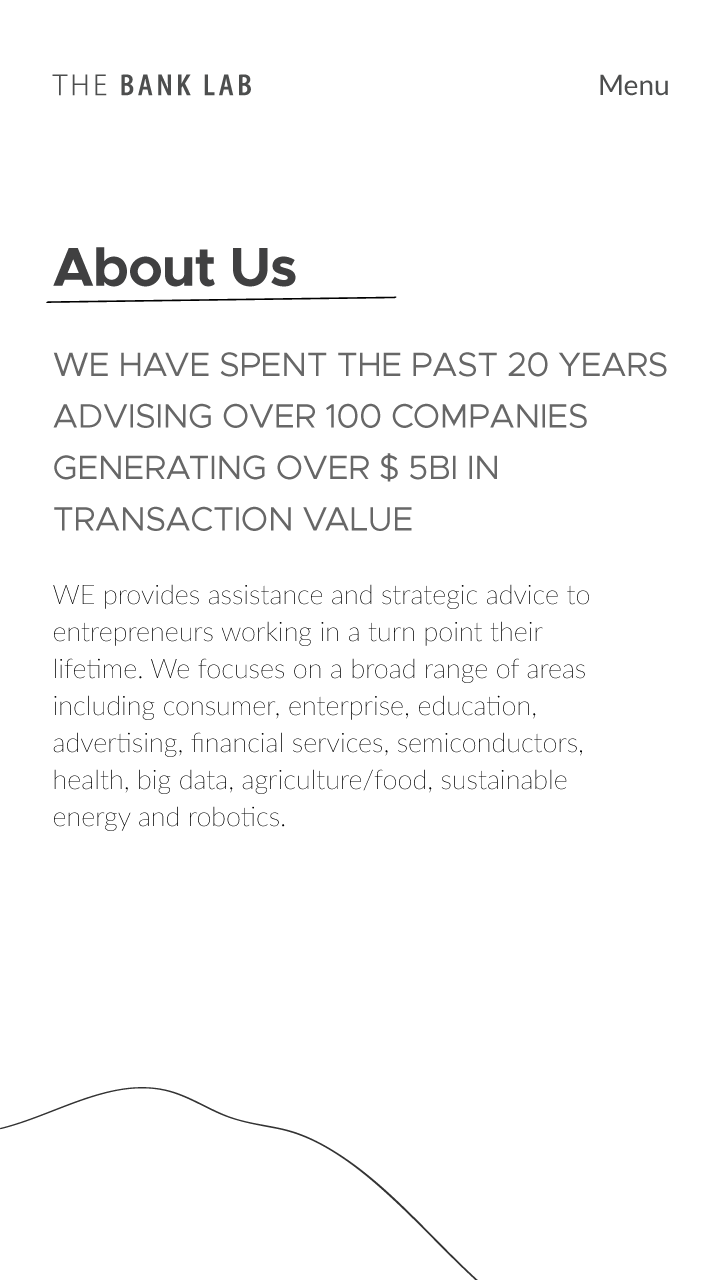 THE BANK LAB
Menu
About Us
WE HAVE SPENT THE PAST 20 YEARS
ADVISING OVER 100 COMPANIES
GENERATING OVER $ 5BI IN
TRANSACTION VALUE
WE provides assistance and strategic advice to
entrepreneurs working in a turn point their
lifetime. We focuses on a broad range of areas
including consumer, enterprise, education,
advertising, financial services, semiconductors,
health, big data, agriculture/food, sustainable
energy and robotics.